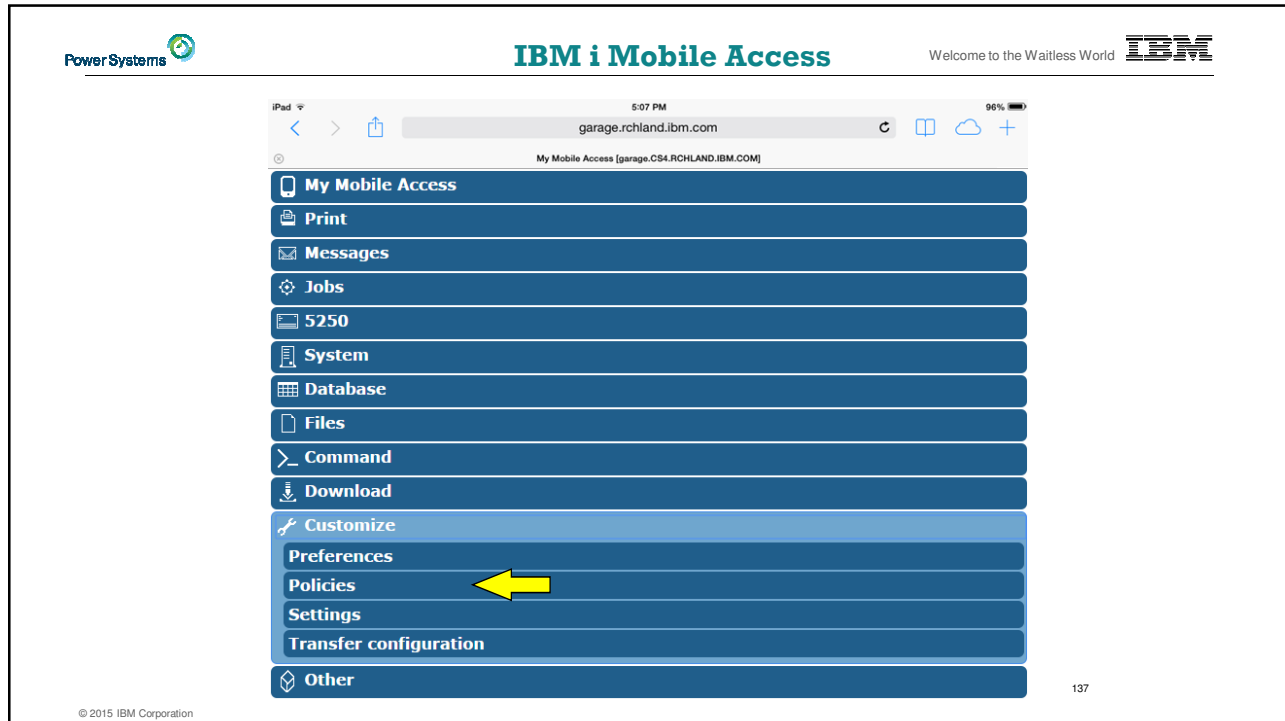 Power Systems
IBM i Mobile Access
Welcome to the Waitless World
IBM
iPad
5:07 PM
96%
garage.rchland.ibm.com
My Mobile Access [garage.CS4.RCHLAND.IBM.COM]
My Mobile Access
Print
Messages
Jobs
5250
System
Database
Files
Command
Download
Customize
Preferences
Policies
Settings
Transfer configuration
Other
137
© 2015 IBM Corporation